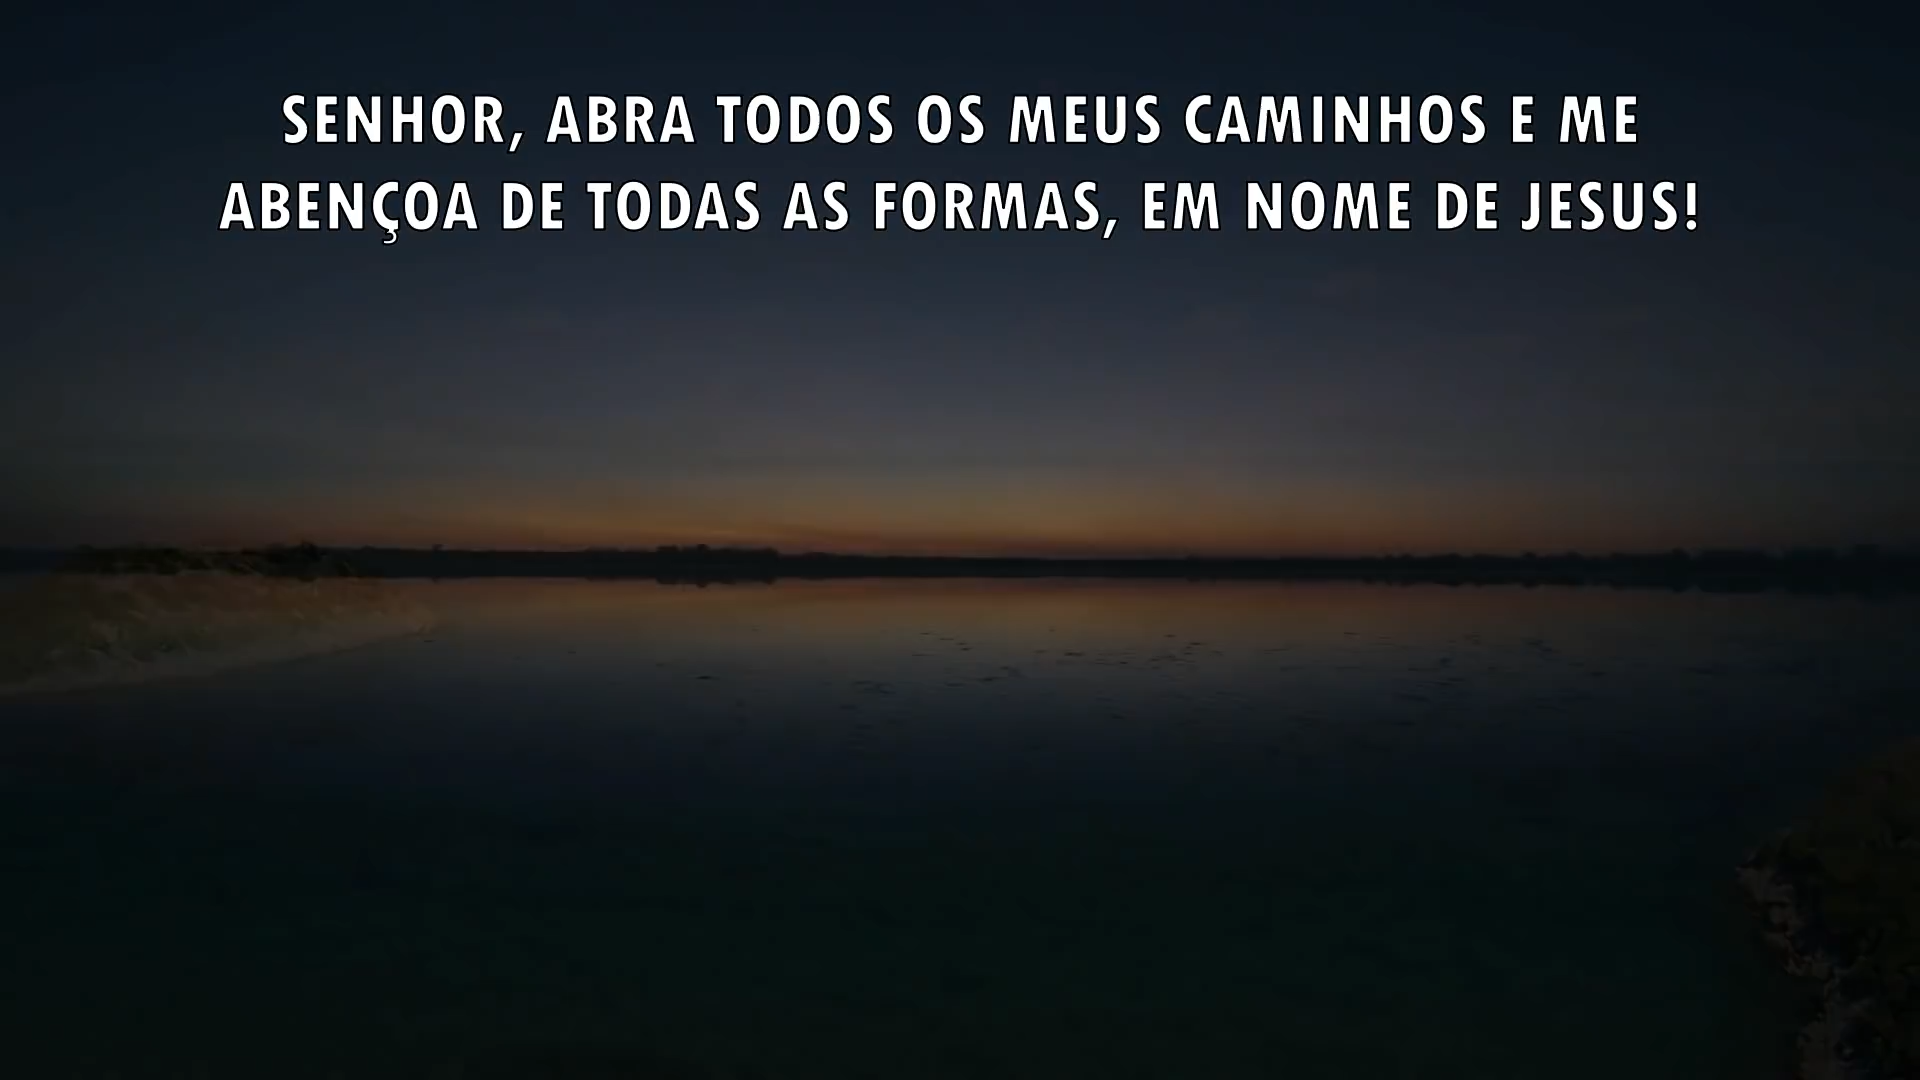 SENHOR, ABRA TODOS OS MEUS CAMINHOS E ME
ABENÇOA DE TODAS AS FORMAS, EM NOME DE JESUS!